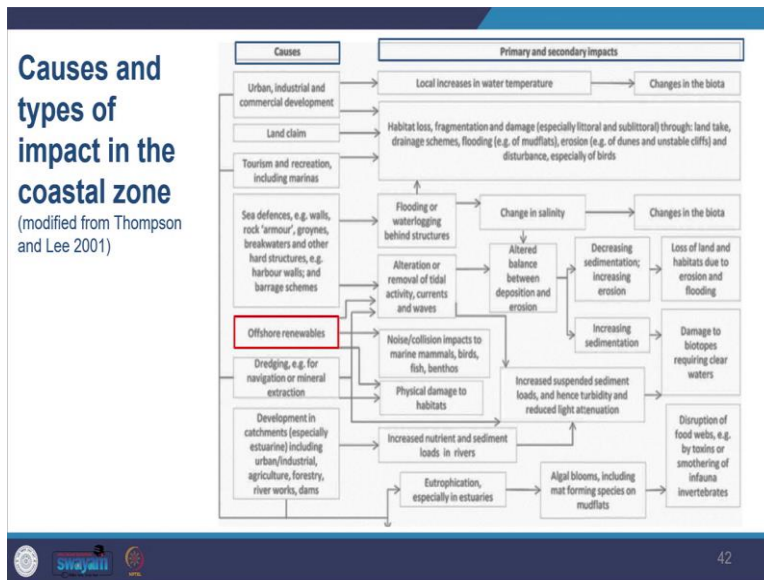 Causes and
types of
impact in the
coastal zone
(modified from Thompson
and Lee 2001)
Causes
Primary and secondary impacts
Urban, industrial and
commercial development
Local increases in water temperature
Changes in the biota
Land claim
Habitat loss, fragmentation and damage (especially littoral and sublittoral) through: land take,
drainage schemes, flooding (e.g. of mudflats), erosion (e.g. of dunes and unstable cliffs) and
disturbance, especially of birds
Tourism and recreation,
including marinas
Sea defences, e.g. walls,
rock 'armour', groynes,
breakwaters and other
hard structures, e.g.
harbour walls; and
barrage schemes
Flooding or
waterlogging
behind structures
Change in salinity
Changes in the biota
Alteration or
removal of tidal
activity, currents
and waves
Altered
balance
between
deposition and
erosion
Decreasing
sedimentation;
increasing
erosion
Loss of land and
habitats due to
erosion and
flooding
Offshore renewables
Noise/collision impacts to
marine mammals, birds,
fish, benthos
Increasing
sedimentation
Damage to
biotopes
requiring clear
waters
Dredging, e.g. for
navigation or mineral
extraction
Physical damage to
habitats
Increased suspended sediment
loads, and hence turbidity and
reduced light attenuation
Development in
catchments (especially
estuarine) including
urban/industrial,
agriculture, forestry,
river works, dams
Increased nutrient and sediment
loads in rivers
Disruption of
food webs, e.g.
by toxins or
smothering of
infauna
invertebrates
Eutrophication,
especially in estuaries
Algal blooms, including
mat forming species on
mudflats
swayam
42